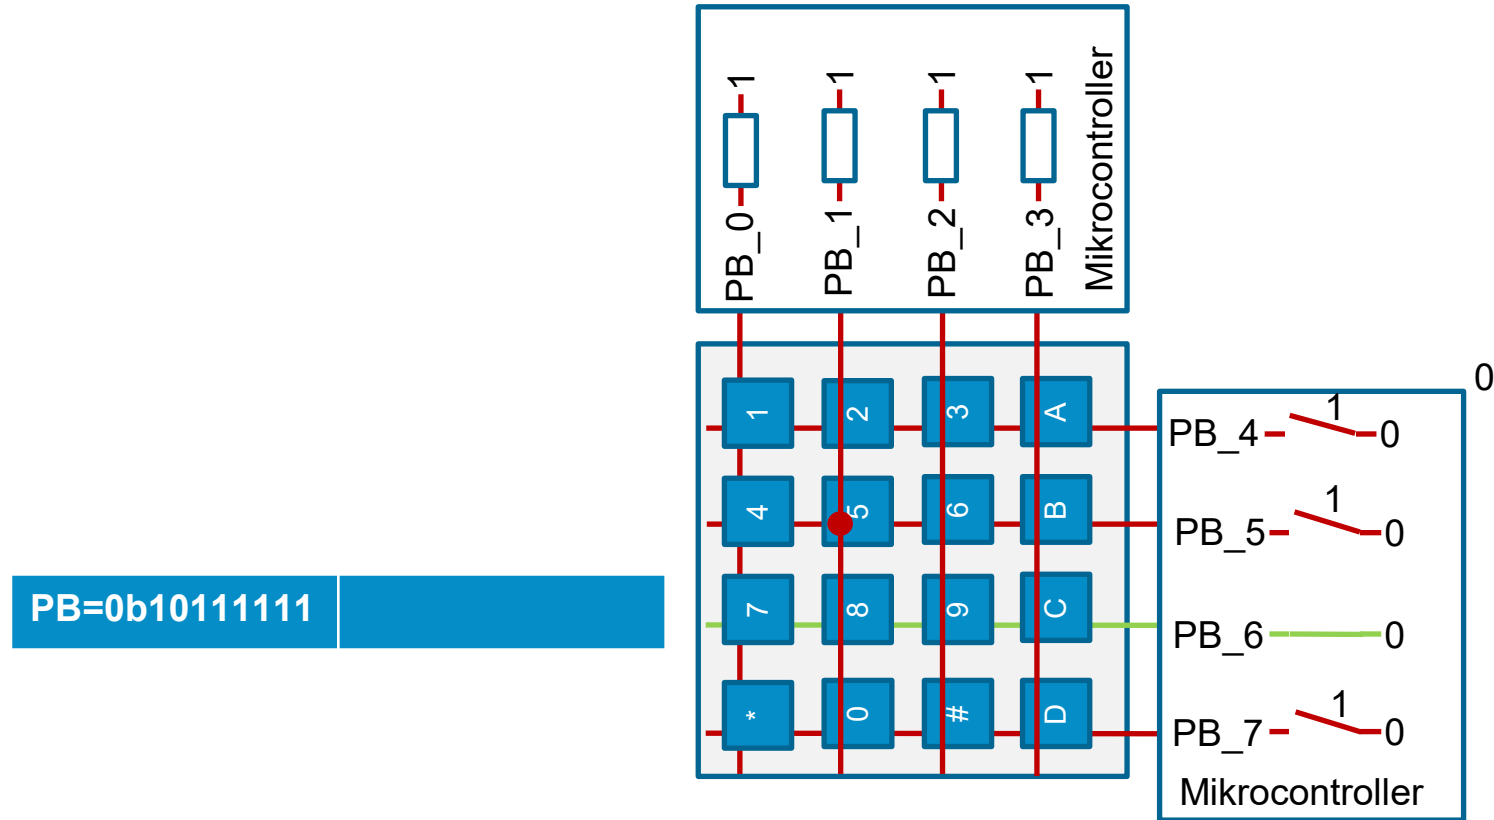 1 1 1 1
PB_0 PB_1 PB_2 PB_3
Mikrocontroller
0
1 2 3 A
PB_4 1 0
4 5 6 B
PB_5 1 0
PB=0b10111111
7 8 9 C
PB_6 0
* 0 # D
PB_7 1 0
Mikrocontroller